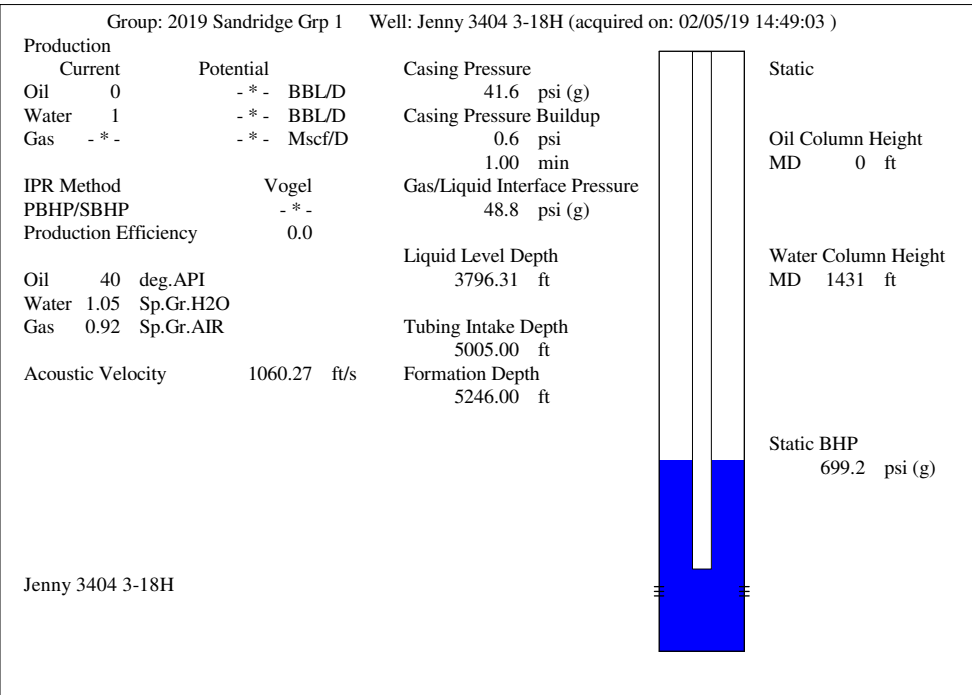 Group: 2019 Sandridge Grp 1 Well: Jenny 3404 3-18H (acquired on: 02/05/19 14:49:03 )
Production
Current Potential
Oil 0 - * - BBL/D
Water 1 - * - BBL/D
Gas - * - - * - Mscf/D
IPR Method Vogel
PBHP/SBHP - * -
Production Efficiency 0.0
Oil 40 deg.API
Water 1.05 Sp.Gr.H2O
Gas 0.92 Sp.Gr.AIR
Acoustic Velocity 1060.27 ft/s
Casing Pressure
41.6 psi (g)
Casing Pressure Buildup
0.6 psi
1.00 min
Gas/Liquid Interface Pressure
48.8 psi (g)
Liquid Level Depth
3796.31 ft
Tubing Intake Depth
5005.00 ft
Formation Depth
5246.00 ft
Static
Oil Column Height
MD 0 ft
Water Column Height
MD 1431 ft
Static BHP
699.2 psi (g)
Jenny 3404 3-18H